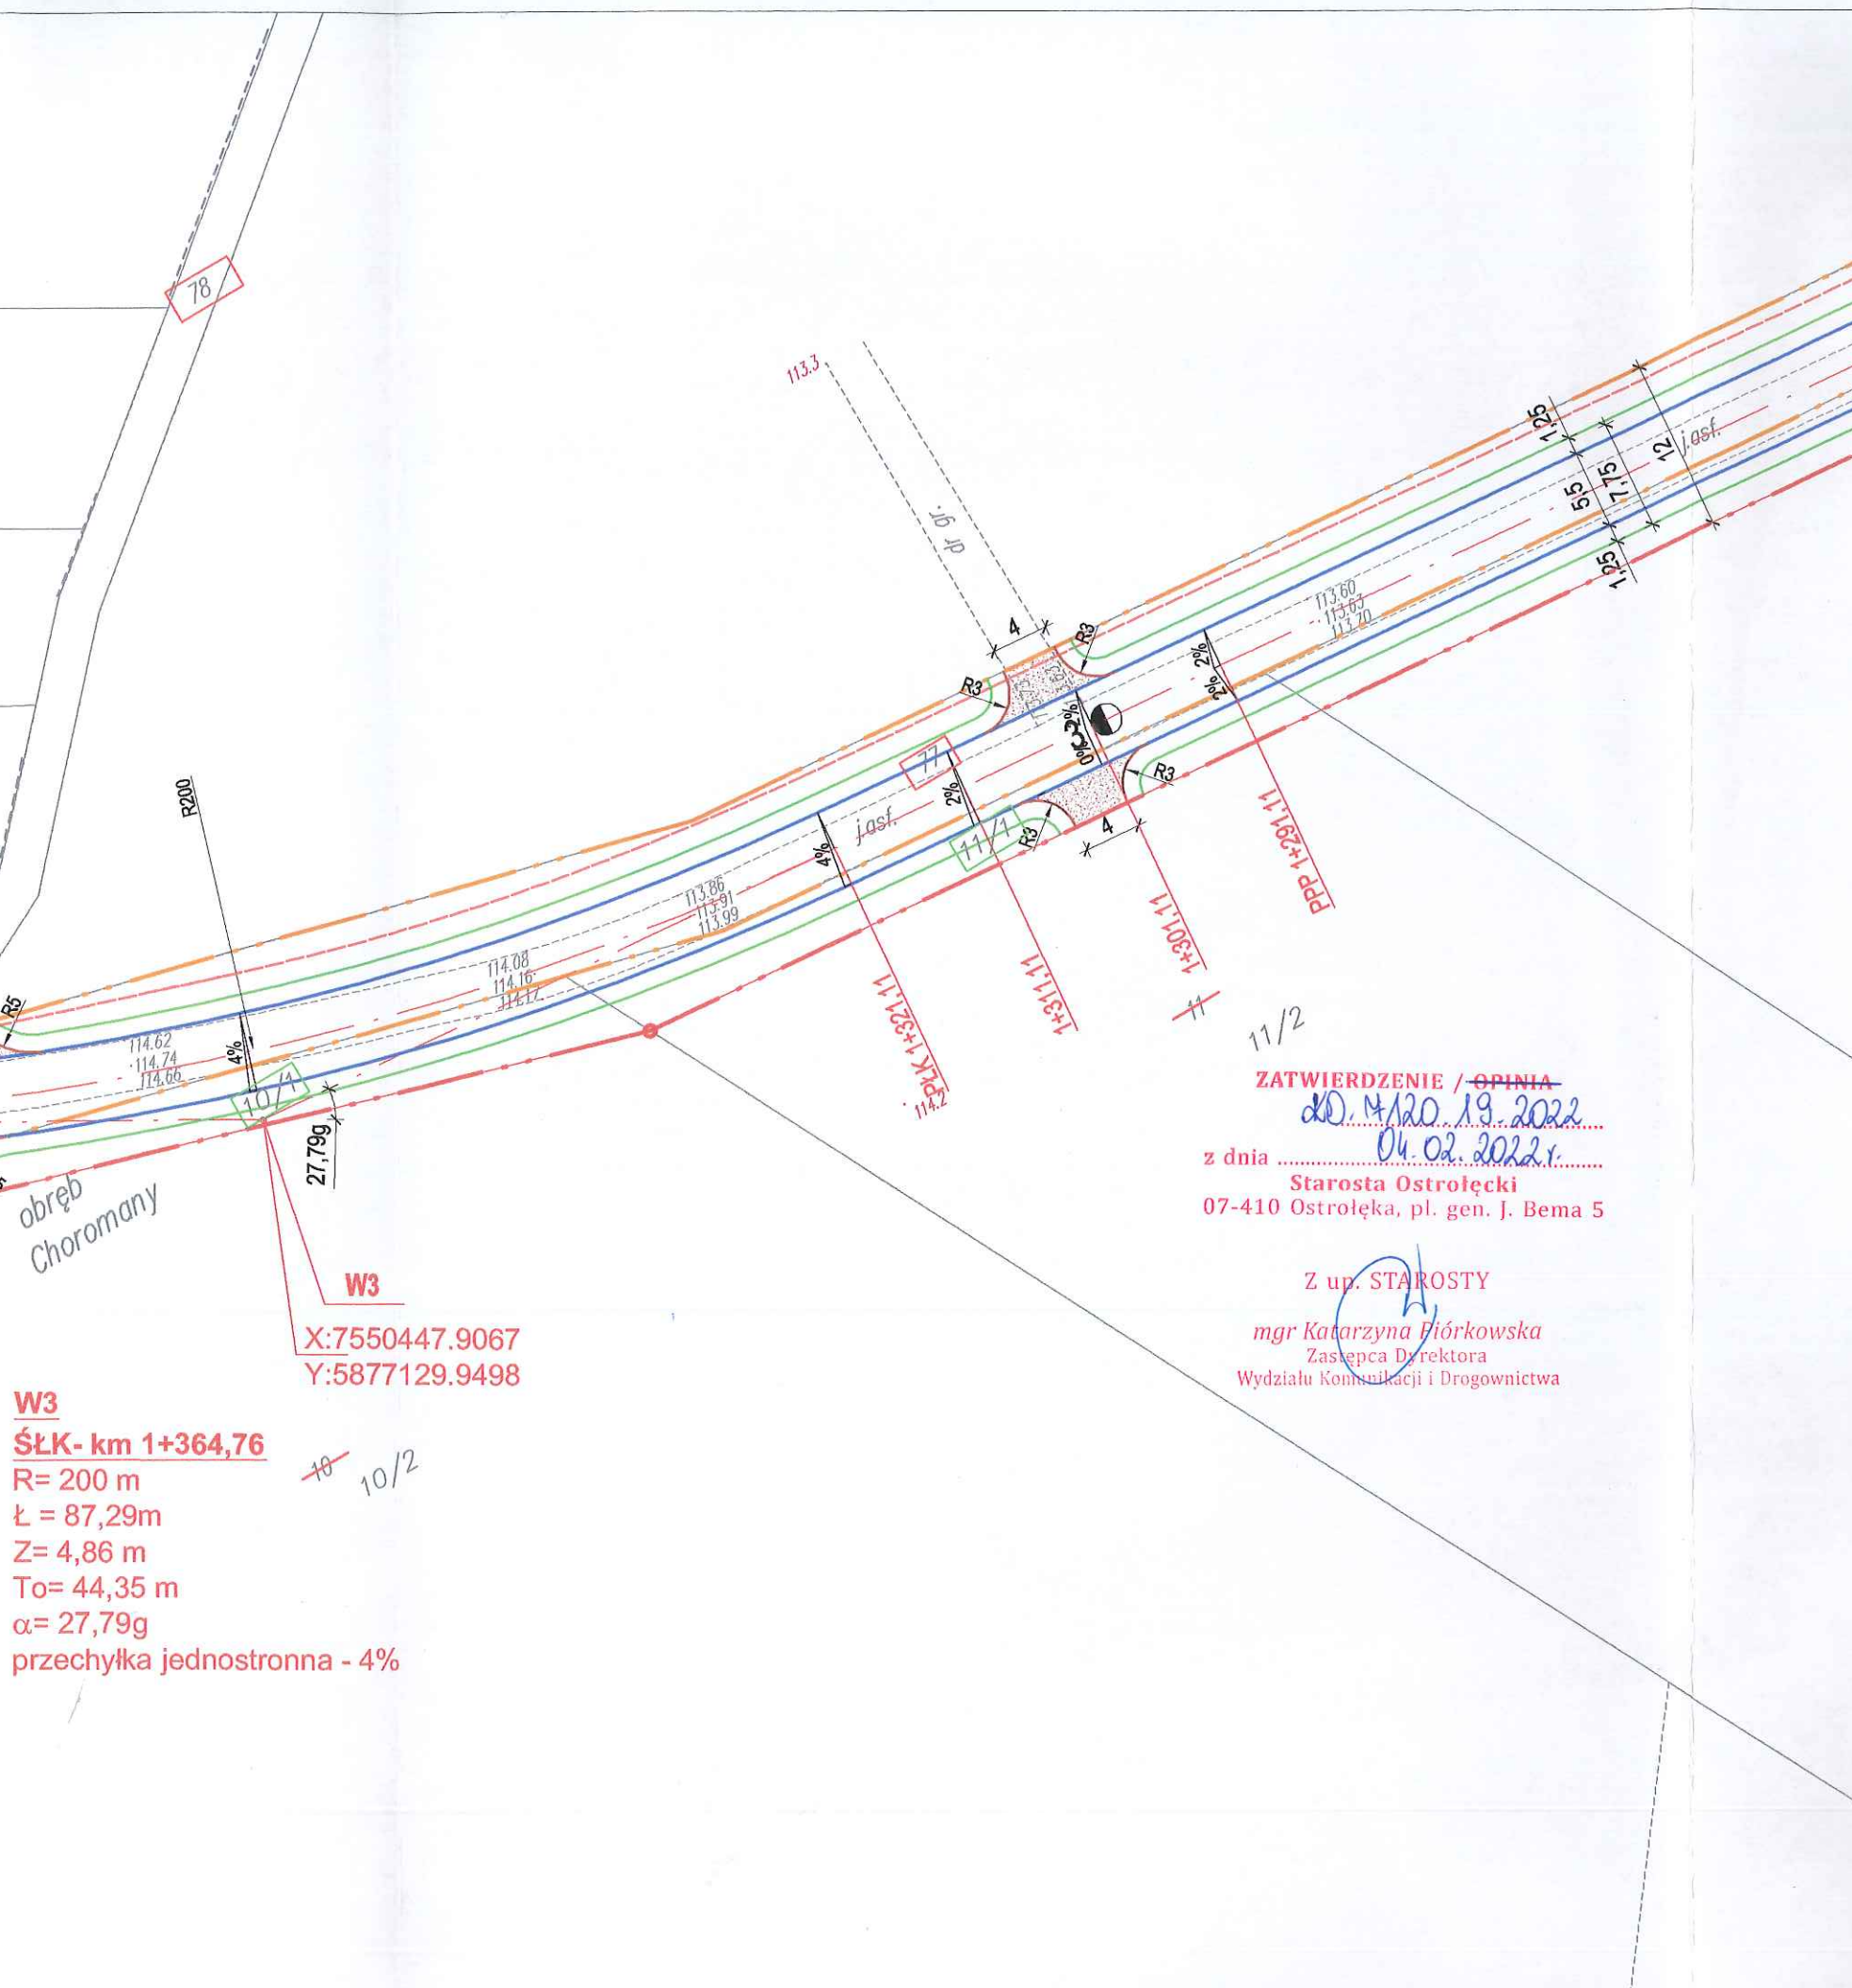 78
113.3
dr gr.
4
R3
R3
1,25
5,5
7,75
12
j.asf.
1,25
113.60
113.63
113.70
2%
2%
0%
2%
77
2%
11/1
R3
R3
4
j.asf.
4%
R200
113.86
113.91
113.99
114.08
114.16
114.17
R5
114.62
114.74
114.66
4%
10/1
27,79g
PPP 1+291,11
1+301,11
1+311,11
PŁK 1+321,11
114.2
11
11/2
obręb
Choromany
ZATWIERDZENIE / OPINIA
04.02.2022r.
z dnia
Starosta Ostrołęcki
07-410 Ostrołęka, pl. gen. J. Bema 5
Z up. STAROSTY
mgr Katarzyna Piórkowska
Zastępca Dyrektora
Wydziału Komunikacji i Drogownictwa
W3
X:7550447.9067
Y:5877129.9498
W3
ŚŁK- km 1+364,76
R= 200 m
Ł = 87,29m
Z= 4,86 m
To= 44,35 m
α= 27,79g
przechyłka jednostronna - 4%
10
10/2